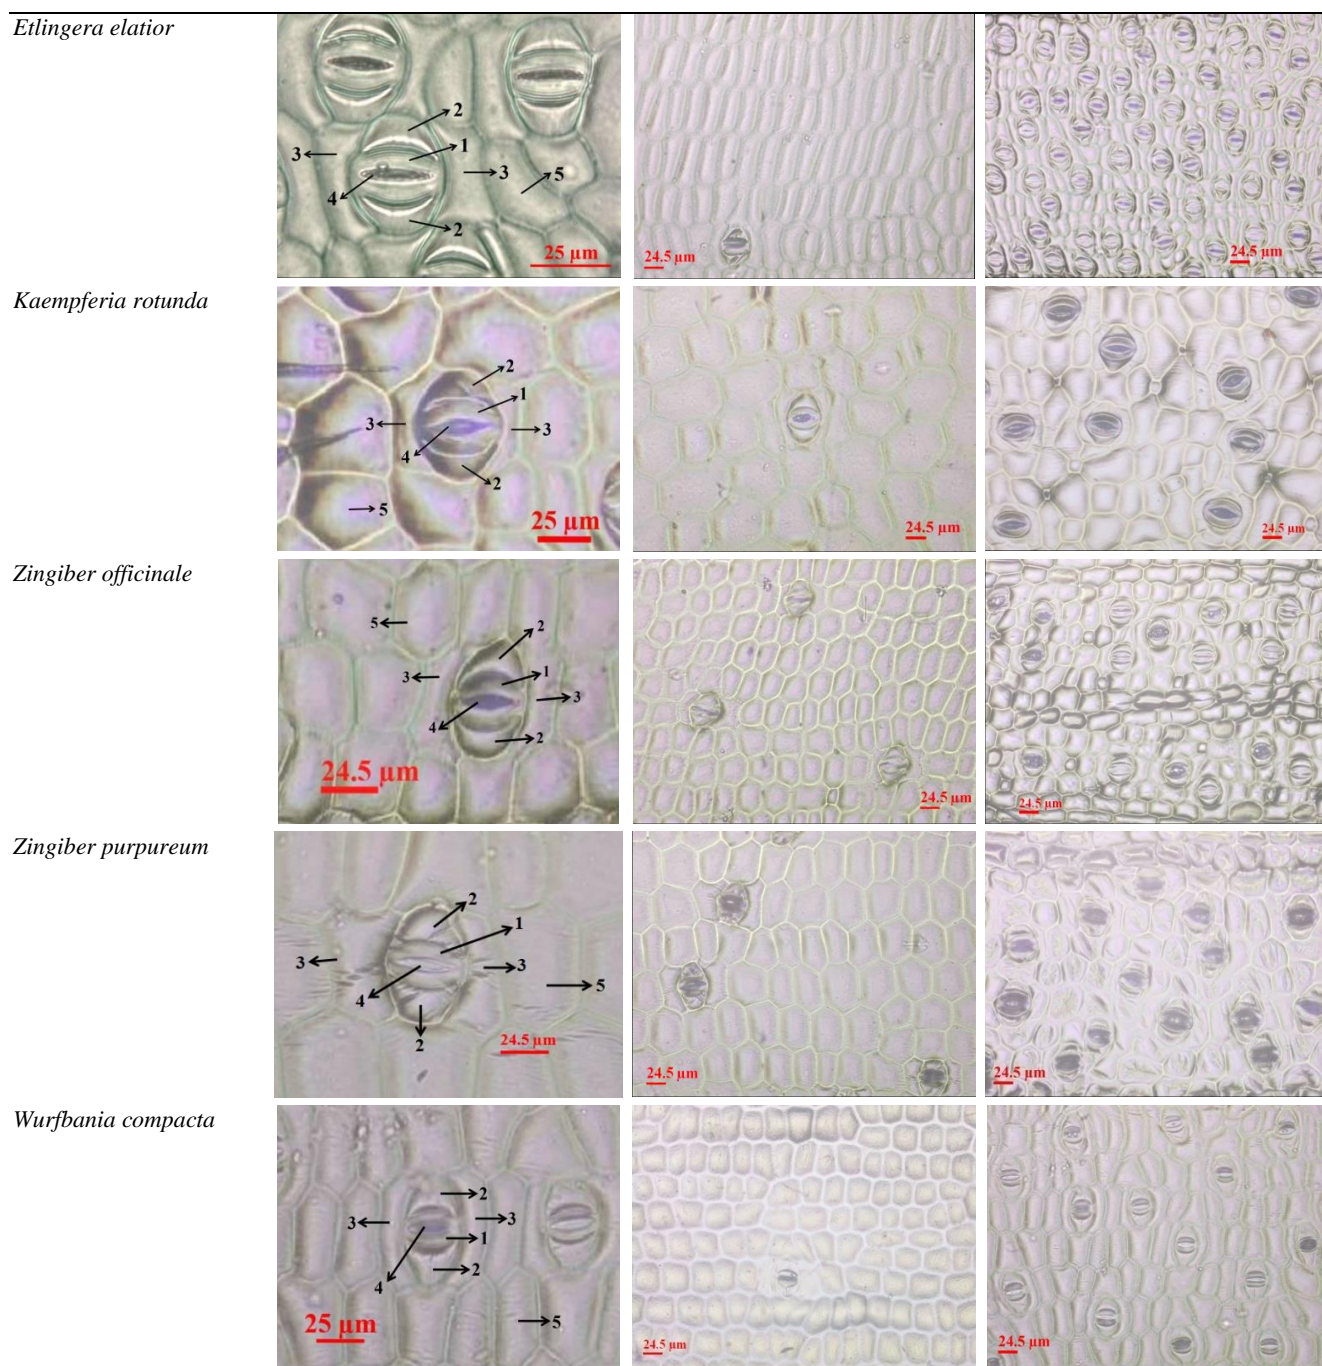 Etlingera elatior
2
1
3
3
5
4
2
25 µm
24.5 µm
24.5 µm
Kaempferia rotunda
2
1
3
3
4
2
5
25 µm
24.5 µm
24.5 µm
Zingiber officinale
5
2
3
1
3
4
2
24.5 µm
24.5 µm
24.5 µm
Zingiber purpureum
2
1
3
3
5
4
2
24.5 µm
24.5 µm
24.5 µm
Wurfbania compacta
2
3
3
1
2
4
5
25 µm
24.5 µm
24.5 µm